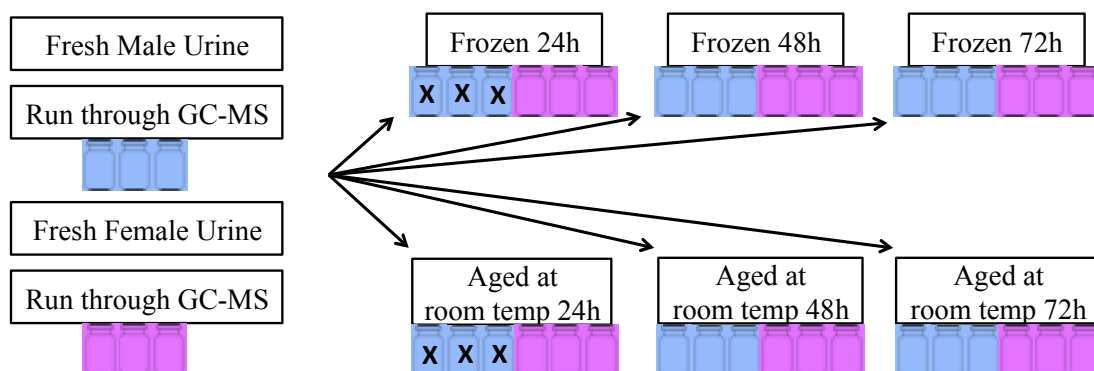 Fresh Male Urine
Run through GC-MS
Fresh Female Urine
Run through GC-MS
Frozen 24h
X X X
Frozen 48h
Frozen 72h
Aged at
room temp 24h
X X X
Aged at
room temp 48h
Aged at
room temp 72h